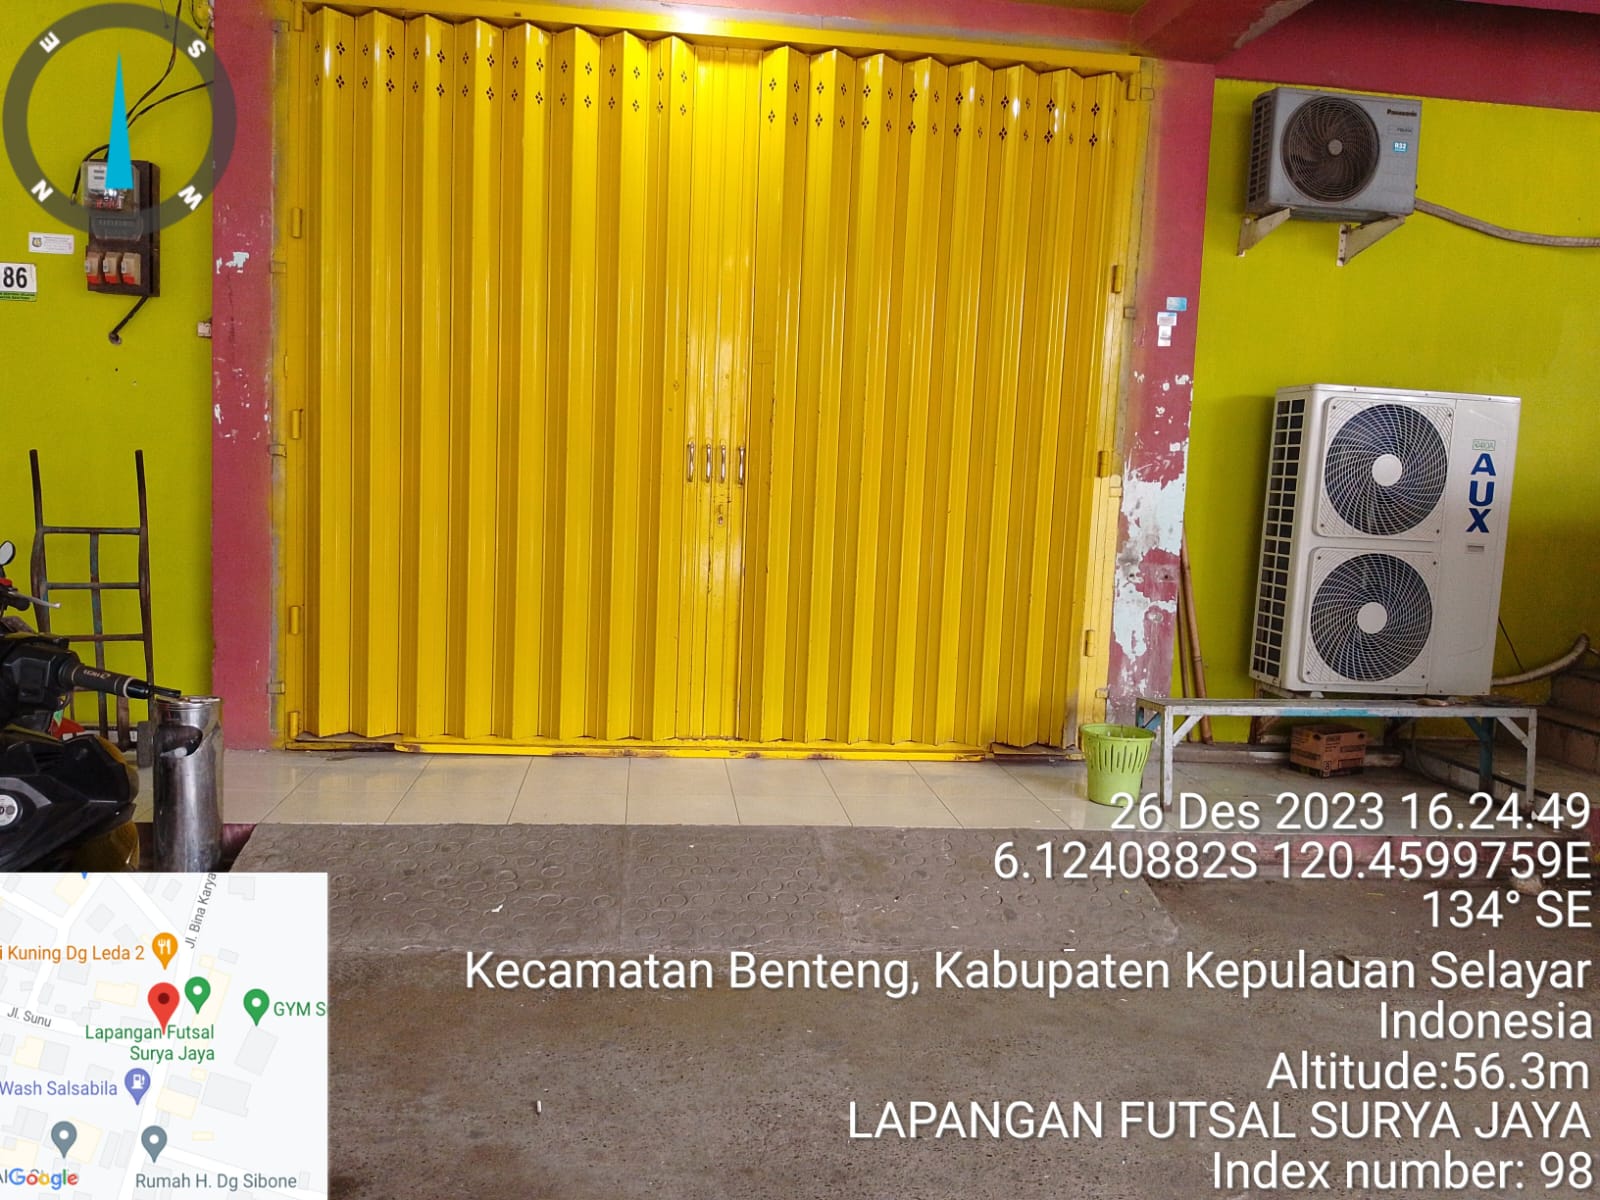 E
S
N
W
86
Panasonic
R32
AUX
26 Des 2023 16.24.49
6.1240882S 120.4599759E
134° SE
Kecamatan Benteng, Kabupaten Kepulauan Selayar
Indonesia
Altitude:56.3m
LAPANGAN FUTSAL SURYA JAYA
Index number: 98
Jl. Bina Karya
i Kuning Dg Leda 2
Jl. Sunu
GYM S
Lapangan Futsal
Surya Jaya
Wash Salsabila
Google
Rumah H. Dg Sibone